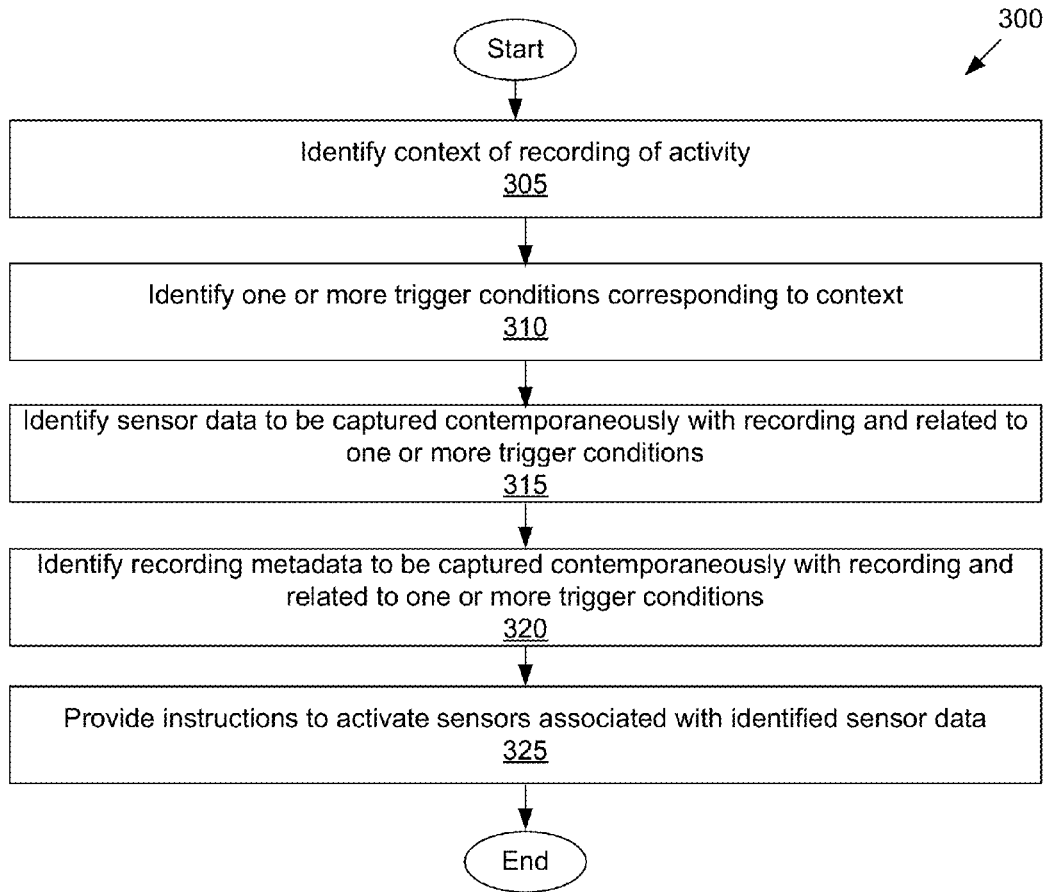 300
Start
Identify context of recording of activity
305
Identify one or more trigger conditions corresponding to context
310
Identify sensor data to be captured contemporaneously with recording and related to
one or more trigger conditions
315
Identify recording metadata to be captured contemporaneously with recording and
related to one or more trigger conditions
320
Provide instructions to activate sensors associated with identified sensor data
325
End